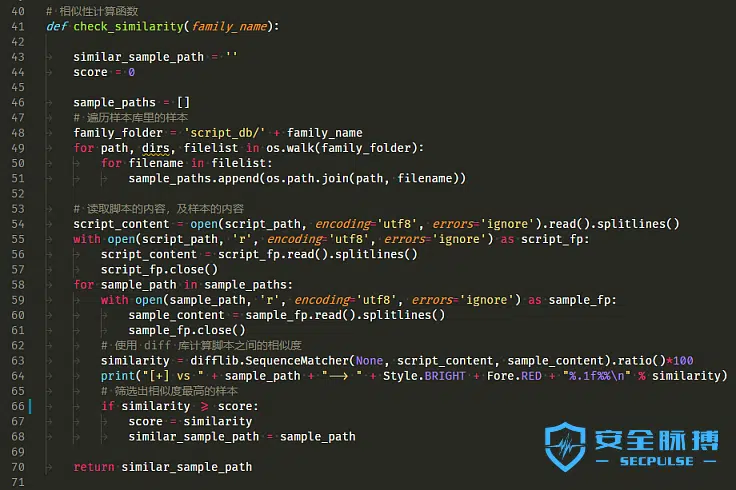 40 # 相似性计算函数
41 def check_similarity(family_name):
42
43 similar_sample_path = ''
44 score = 0
45
46 sample_paths = []
47 # 遍历样本库里的样本
48 family_folder = 'script_db/' + family_name
49 for path, dirs, filelist in os.walk(family_folder):
50 for filename in filelist:
51 sample_paths.append(os.path.join(path, filename))
52
53 # 读取脚本的内容，及样本的内容
54 script_content = open(script_path, encoding='utf8', errors='ignore').read().splitlines()
55 with open(script_path, 'r', encoding='utf8', errors='ignore') as script_fp:
56 script_content = script_fp.read().splitlines()
57 script_fp.close()
58 for sample_path in sample_paths:
59 with open(sample_path, 'r', encoding='utf8', errors='ignore') as sample_fp:
60 sample_content = sample_fp.read().splitlines()
61 sample_fp.close()
62 # 使用 diff 库计算脚本之间的相似度
63 similarity = difflib.SequenceMatcher(None, script_content, sample_content).ratio()*100
64 print("[+] vs " + sample_path + "--> " + Style.BRIGHT + Fore.RED + "%.1f%%\n" % similarity)
65 # 筛选出相似度最高的样本
66 if similarity >= score:
67 score = similarity
68 similar_sample_path = sample_path
69
70 return similar_sample_path
71
安全脉搏
SECPULSE